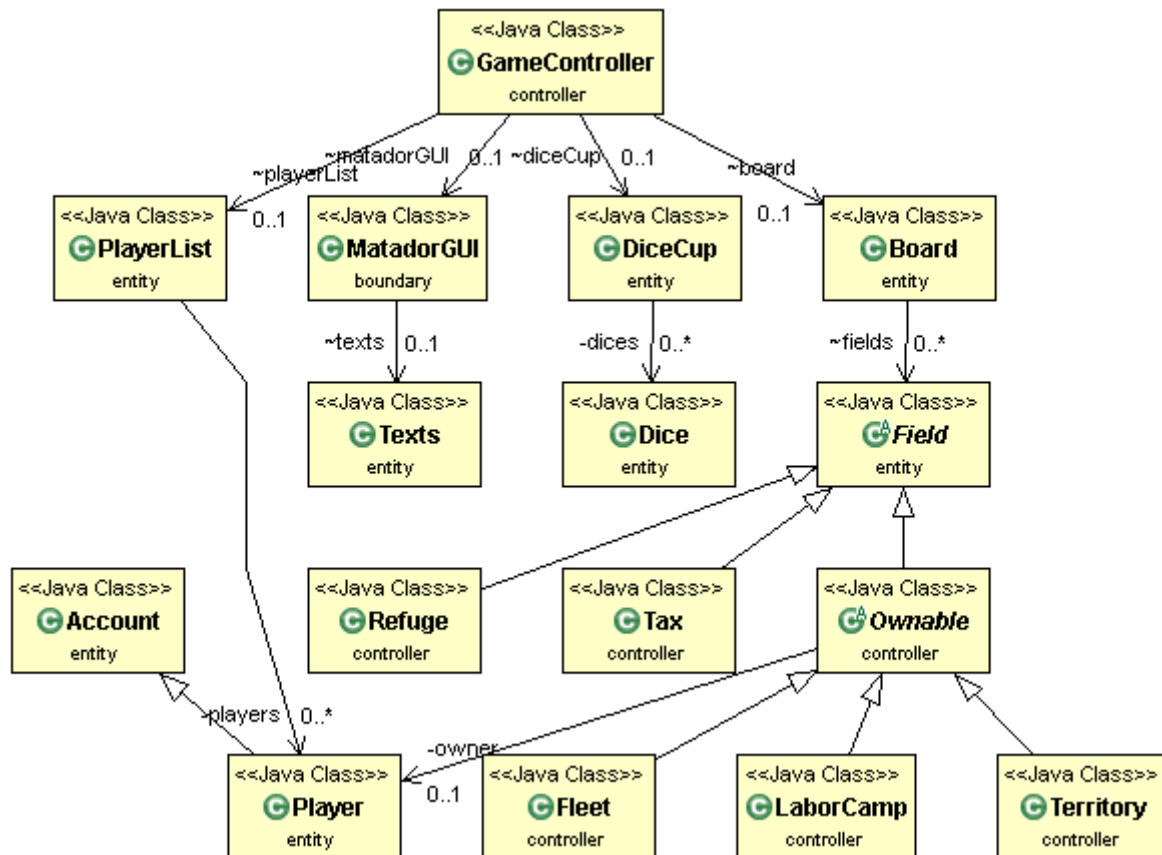 <<Java Class>>
GameController
controller
~matadorGUI
0..1
~diceCup
0..1
~playerList
~board
0..1
0..1
<<Java Class>>
PlayerList
entity
<<Java Class>>
MatadorGUI
boundary
<<Java Class>>
DiceCup
entity
<<Java Class>>
Board
entity
~texts
0..1
-dices
0..*
~fields
0..*
<<Java Class>>
Texts
entity
<<Java Class>>
Dice
entity
<<Java Class>>
Field
entity
<<Java Class>>
Account
entity
<<Java Class>>
Refuge
controller
<<Java Class>>
Tax
controller
<<Java Class>>
Ownable
controller
-players
0..*
-owner
0..1
<<Java Class>>
Player
entity
<<Java Class>>
Fleet
controller
<<Java Class>>
LaborCamp
controller
<<Java Class>>
Territory
controller